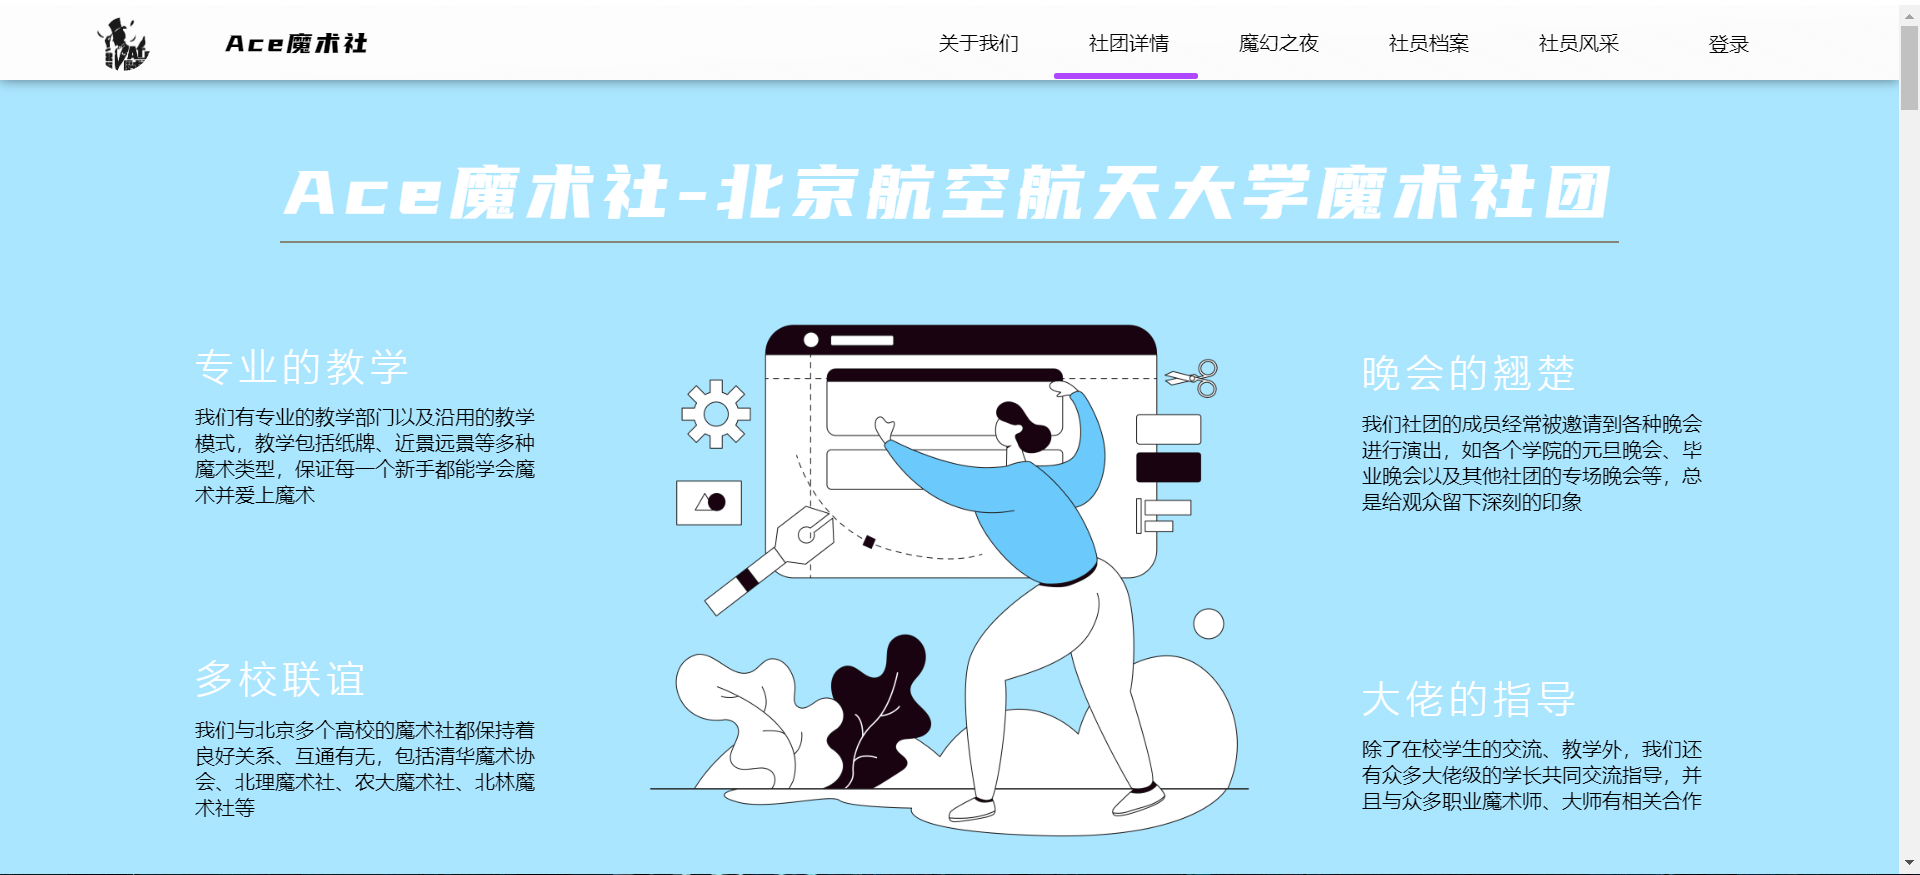 Ace魔术社
关于我们
社团详情
魔幻之夜
社员档案
社员风采
登录
Ace魔术社-北京航空航天大学魔术社团
专业的教学
我们有专业的教学部门以及沿用的教学
模式，教学包括纸牌、近景远景等多种
魔术类型，保证每一个新手都能学会魔
术并爱上魔术
晚会的翘楚
我们社团的成员经常被邀请到各种晚会
进行演出，如各个学院的元旦晚会、毕
业晚会以及其他社团的专场晚会等，总
是给观众留下深刻的印象
多校联谊
我们与北京多个高校的魔术社都保持着
良好关系、互通有无，包括清华魔术协
会、北理魔术社、农大魔术社、北林魔
术社等
大佬的指导
除了在校学生的交流、教学外，我们还
有众多大佬级的学长共同交流指导，并
且与众多职业魔术师、大师有相关合作